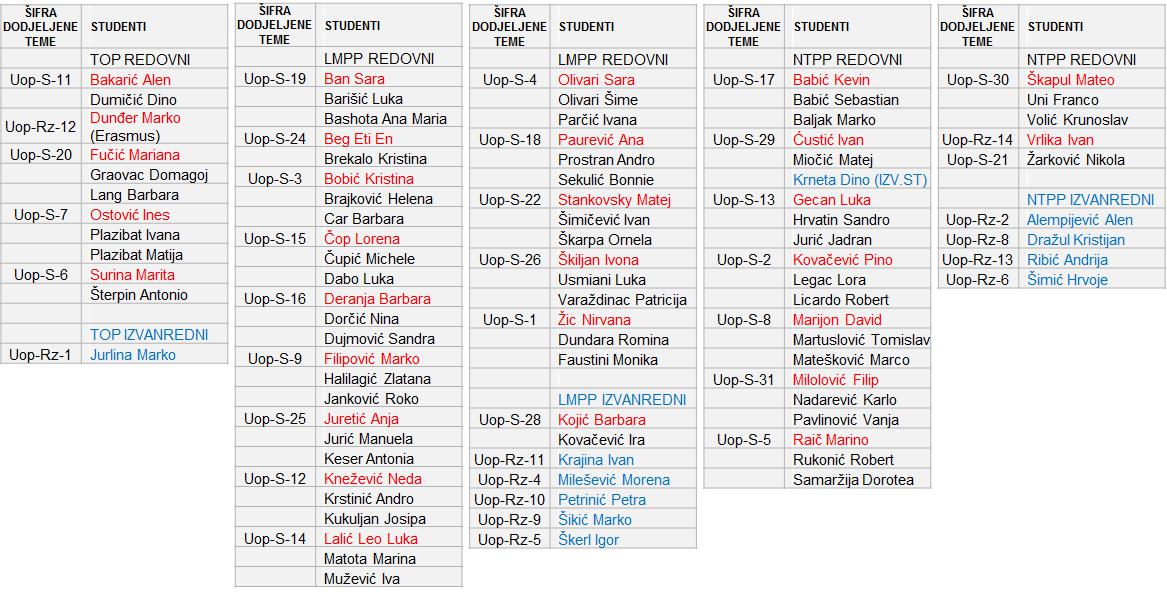 ŠIFRA
DODJELJENE
TEME
STUDENTI
TOP REDOVNI
Uop-S-11 Bakarić Alen
Dumičić Dino
Uop-Rz-12 Dunđer Marko
(Erasmus)
Uop-S-20 Fučić Mariana
Graovac Domagoj
Lang Barbara
Uop-S-7 Ostović Ines
Plazibat Ivana
Plazibat Matija
Uop-S-6 Surina Marita
Šterpin Antonio
TOP IZVANREDNI
Uop-Rz-1 Jurlina Marko
ŠIFRA
DODJELJENE
TEME
STUDENTI
LMPP REDOVNI
Uop-S-19 Ban Sara
Barišić Luka
Bashota Ana Maria
Uop-S-24 Beg Eti En
Brekalo Kristina
Uop-S-3 Bobić Kristina
Brajković Helena
Car Barbara
Uop-S-15 Čop Lorena
Čupić Michele
Dabo Luka
Uop-S-16 Deranja Barbara
Dorčić Nina
Dujmović Sandra
Uop-S-9 Filipović Marko
Halilagić Zlatana
Janković Roko
Uop-S-25 Juretić Anja
Jurić Manuela
Keser Antonia
Uop-S-12 Knežević Neda
Krstinić Andro
Kukuljan Josipa
Uop-S-14 Lalić Leo Luka
Matota Marina
Mužević Iva
ŠIFRA
DODJELJENE
TEME
STUDENTI
LMPP REDOVNI
Uop-S-4 Olivari Sara
Olivari Šime
Parčić Ivana
Uop-S-18 Paurević Ana
Prostran Andro
Sekulić Bonnie
Uop-S-22 Stankovsky Matej
Šimičević Ivan
Škarpa Ornela
Uop-S-26 Škiljan Ivona
Usmiani Luka
Varaždinac Patricija
Uop-S-1 Žic Nirvana
Dundara Romina
Faustini Monika
LMPP IZVANREDNI
Uop-S-28 Kojić Barbara
Kovačević Ira
Uop-Rz-11 Krajina Ivan
Uop-Rz-4 Milešević Morena
Uop-Rz-10 Petrinić Petra
Uop-Rz-9 Šikić Marko
Uop-Rz-5 Škerl Igor
ŠIFRA
DODJELJENE
TEME
STUDENTI
NTPP REDOVNI
Uop-S-17 Babić Kevin
Babić Sebastian
Baljak Marko
Uop-S-29 Ćustić Ivan
Miočić Matej
Krneta Dino (IZV.ST)
Uop-S-13 Gecan Luka
Hrvatin Sandro
Jurić Jadran
Uop-S-2 Kovačević Pino
Legac Lora
Licardo Robert
Uop-S-8 Marijon David
Martuslović Tomislav
Matešković Marco
Uop-S-31 Milolović Filip
Nadarević Karlo
Pavlinović Vanja
Uop-S-5 Raič Marino
Rukonić Robert
Samaržija Dorotea
ŠIFRA
DODJELJENE
TEME
STUDENTI
NTPP REDOVNI
Uop-S-30 Škapul Mateo
Uni Franco
Volić Krunoslav
Uop-Rz-14 Vrlika Ivan
Uop-S-21 Žarković Nikola
NTPP IZVANREDNI
Uop-Rz-2 Alempijević Alen
Uop-Rz-8 Dražul Kristijan
Uop-Rz-13 Ribić Andrija
Uop-Rz-6 Šimić Hrvoje